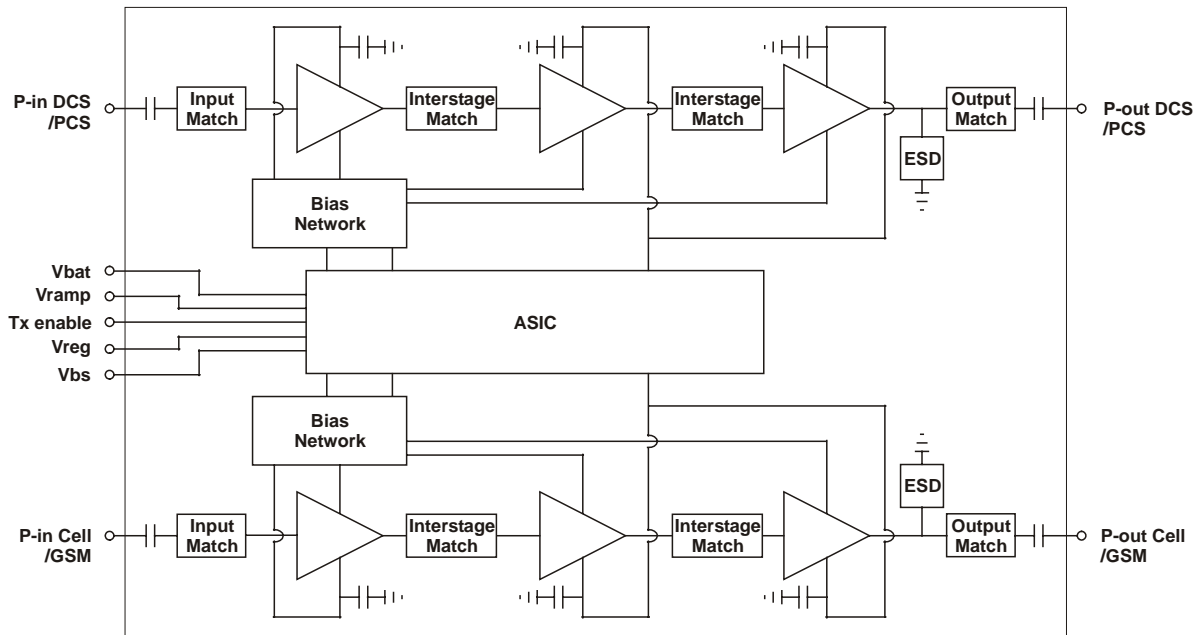 P-in DCS
/PCS
Input
Match
Interstage
Match
Interstage
Match
Output
Match
P-out DCS
/PCS
ESD
Bias
Network
Vbat
Vramp
Tx enable
Vreg
Vbs
ASIC
Bias
Network
ESD
P-in Cell
/GSM
Input
Match
Interstage
Match
Interstage
Match
Output
Match
P-out Cell
/GSM